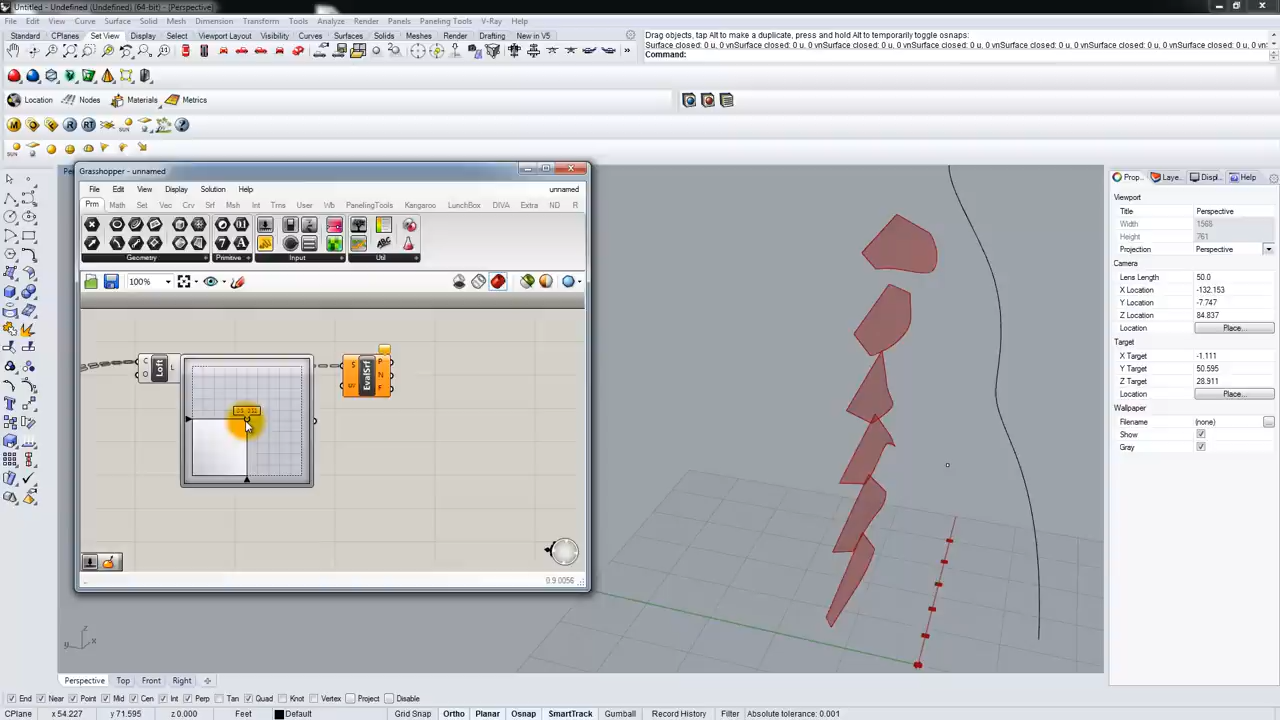 Untitled - Undefined (Undefined) (64-bit) - [Perspective]
File Edit View Curve Surface Solid Mesh Dimension Transform Tools Analyze Render Panels Paneling Tools V-Ray Help
Standard CPlanes Set View Display Select Viewport Layout Visibility Curves Surfaces Solids Meshes Render Drafting New in V5
Drag objects, tap Alt to make a duplicate, press and hold Alt to temporarily toggle osnaps:
Command:
Location Nodes Materials Metrics
Grasshopper - unnamed
File Edit View Display Solution Help unnamed
Prm Math Set Vec Crv Srf Msh Int Trns User Wb PanelingTools Kangaroo LunchBox DIVA Extra ND R
Geometry Primitive Input Util
100%
C
O
Loft
L
S
uv
EvalSrf
P
N
F
0.9.0056
z
y x
Prop... Laye... Displ... Help
Viewport
Title Perspective
Width 1568
Height 761
Projection Perspective
Camera
Lens Length 50.0
X Location -132.153
Y Location -7.747
Z Location 84.837
Location Place...
Target
X Target -1.111
Y Target 50.595
Z Target 28.911
Location Place...
Wallpaper
Filename (none)
Show
Gray
Perspective Top Front Right
End Near Point Mid Cen Int Perp Tan Quad Knot Vertex Project Disable
CPlane x 54.227 y 71.595 z 0.000 Feet Default Grid Snap Ortho Planar Osnap SmartTrack Gumball Record History Filter Absolute tolerance: 0.001